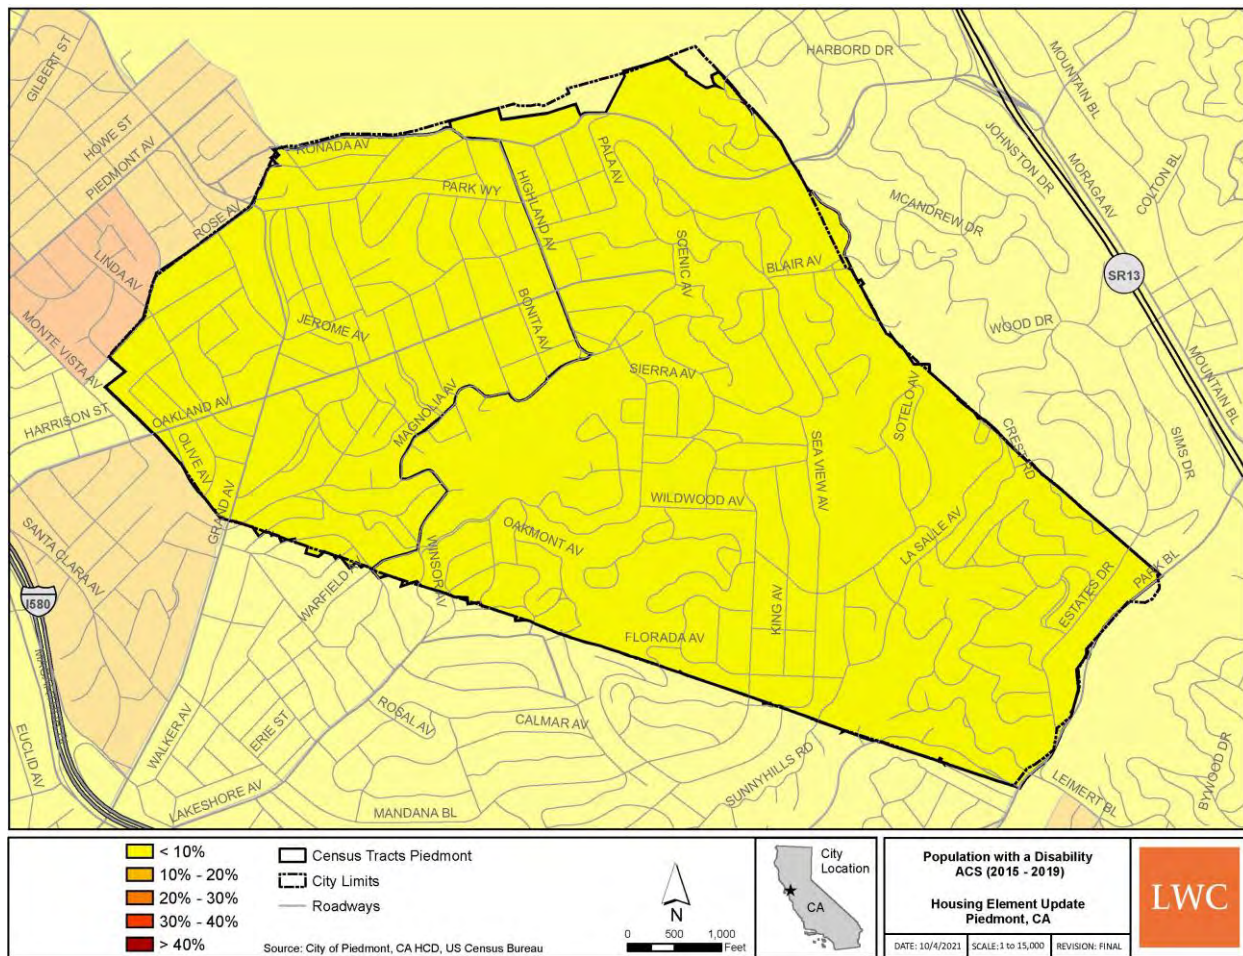 HARBORD DR
MOUNTAIN BL
GILBERT ST
HOWE ST
PIEDMONT AV
RONADA AV
PARK WY
HIGHLAND AV
PALA AV
JOHNSTON DR
MORAGA AV
COLTON BL
MCANDREW DR
ROSE AV
LINDA AV
SCENIC AV
BLAIR AV
SR13
MONTE VISTA AV
JEROME AV
BONITA AV
WOOD DR
MOUNTAIN BL
SIERRA AV
HARRISON ST
OAKLAND AV
OLIVE AV
MAGNOLIA AV
SOTELO AV
CREST RD
SEA VIEW AV
SIMS DR
GRAND AV
WILDWOOD AV
OAKMONT AV
LA SALLE AV
SANTA CLARA AV
WINSOR AV
WARFIELD
KING AV
ESTATES DR
PARK BL
I580
FLORADA AV
WALKER AV
ERIE ST
ROSAL AV
CALMAR AV
SUNNYHILLS RD
EUCLID AV
LAKESHORE AV
MANDANA BL
LEIMERT BL
BYWOOD DR
< 10%
10% - 20%
20% - 30%
30% - 40%
> 40%
Census Tracts Piedmont
City Limits
Roadways
Source: City of Piedmont, CA HCD, US Census Bureau
N
0 500 1,000
Feet
City
Location
CA
Population with a Disability
ACS (2015 - 2019)
Housing Element Update
Piedmont, CA
DATE: 10/4/2021 SCALE: 1 to 15,000 REVISION: FINAL
LWC